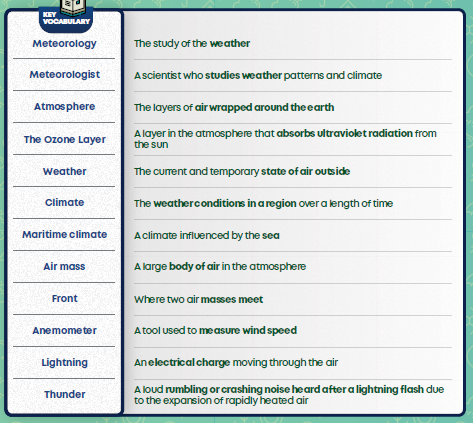 KEY
VOCABULARY
Meteorology The study of the weather
Meteorologist A scientist who studies weather patterns and climate
Atmosphere The layers of air wrapped around the earth
The Ozone Layer A layer in the atmosphere that absorbs ultraviolet radiation from
the sun
Weather The current and temporary state of air outside
Climate The weather conditions in a region over a length of time
Maritime climate A climate influenced by the sea
Air mass A large body of air in the atmosphere
Front Where two air masses meet
Anemometer A tool used to measure wind speed
Lightning An electrical charge moving through the air
Thunder A loud rumbling or crashing noise heard after a lightning flash due
to the expansion of rapidly heated air